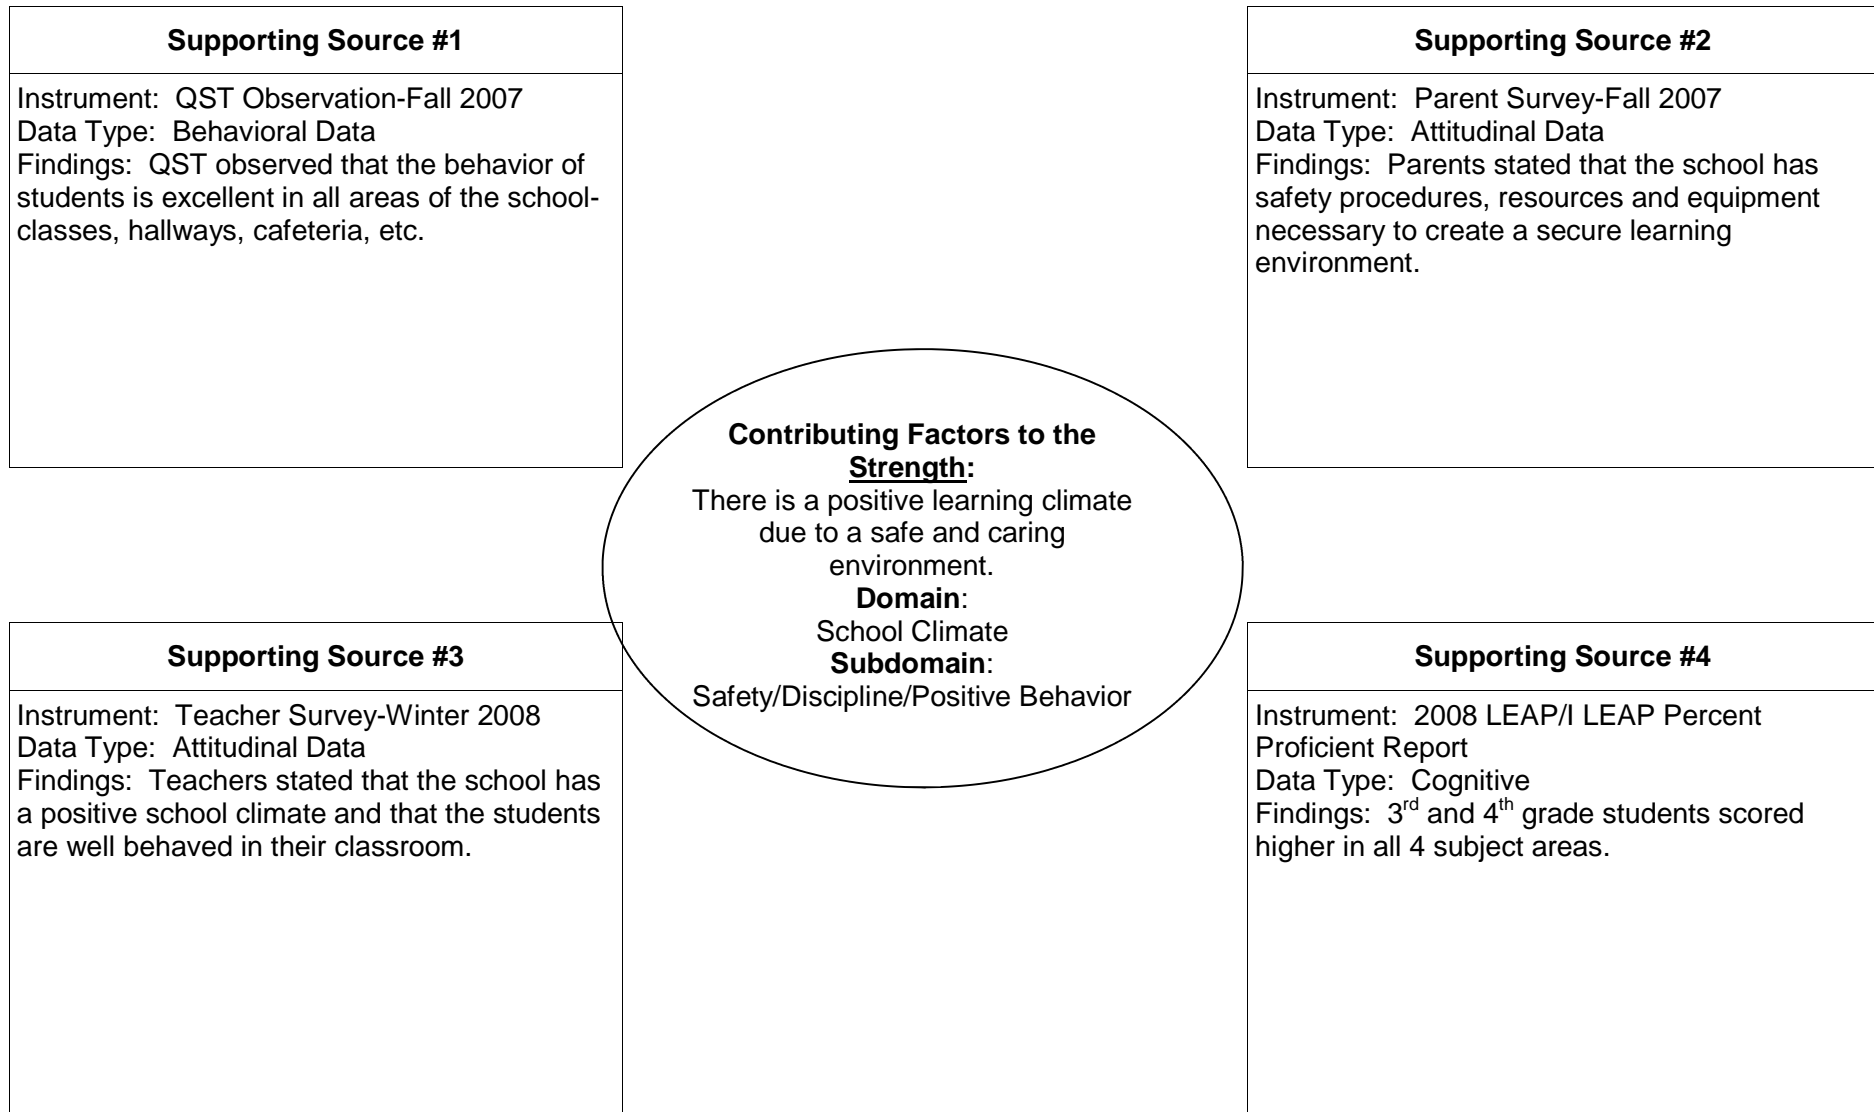 Supporting Source #1
Instrument:  QST Observation-Fall 2007
Data Type:  Behavioral Data
Findings:  QST observed that the behavior of
students is excellent in all areas of the school-
classes, hallways, cafeteria, etc.
Supporting Source #2
Instrument:  Parent Survey-Fall 2007
Data Type:  Attitudinal Data
Findings:  Parents stated that the school has
safety procedures, resources and equipment
necessary to create a secure learning
environment.
Contributing Factors to the
Strength:
There is a positive learning climate
due to a safe and caring
environment.
Domain:
School Climate
Subdomain:
Safety/Discipline/Positive Behavior
Supporting Source #3
Instrument:  Teacher Survey-Winter 2008
Data Type:  Attitudinal Data
Findings:  Teachers stated that the school has
a positive school climate and that the students
are well behaved in their classroom.
Supporting Source #4
Instrument:  2008 LEAP/I LEAP Percent
Proficient Report
Data Type:  Cognitive
Findings:  3rd and 4th grade students scored
higher in all 4 subject areas.